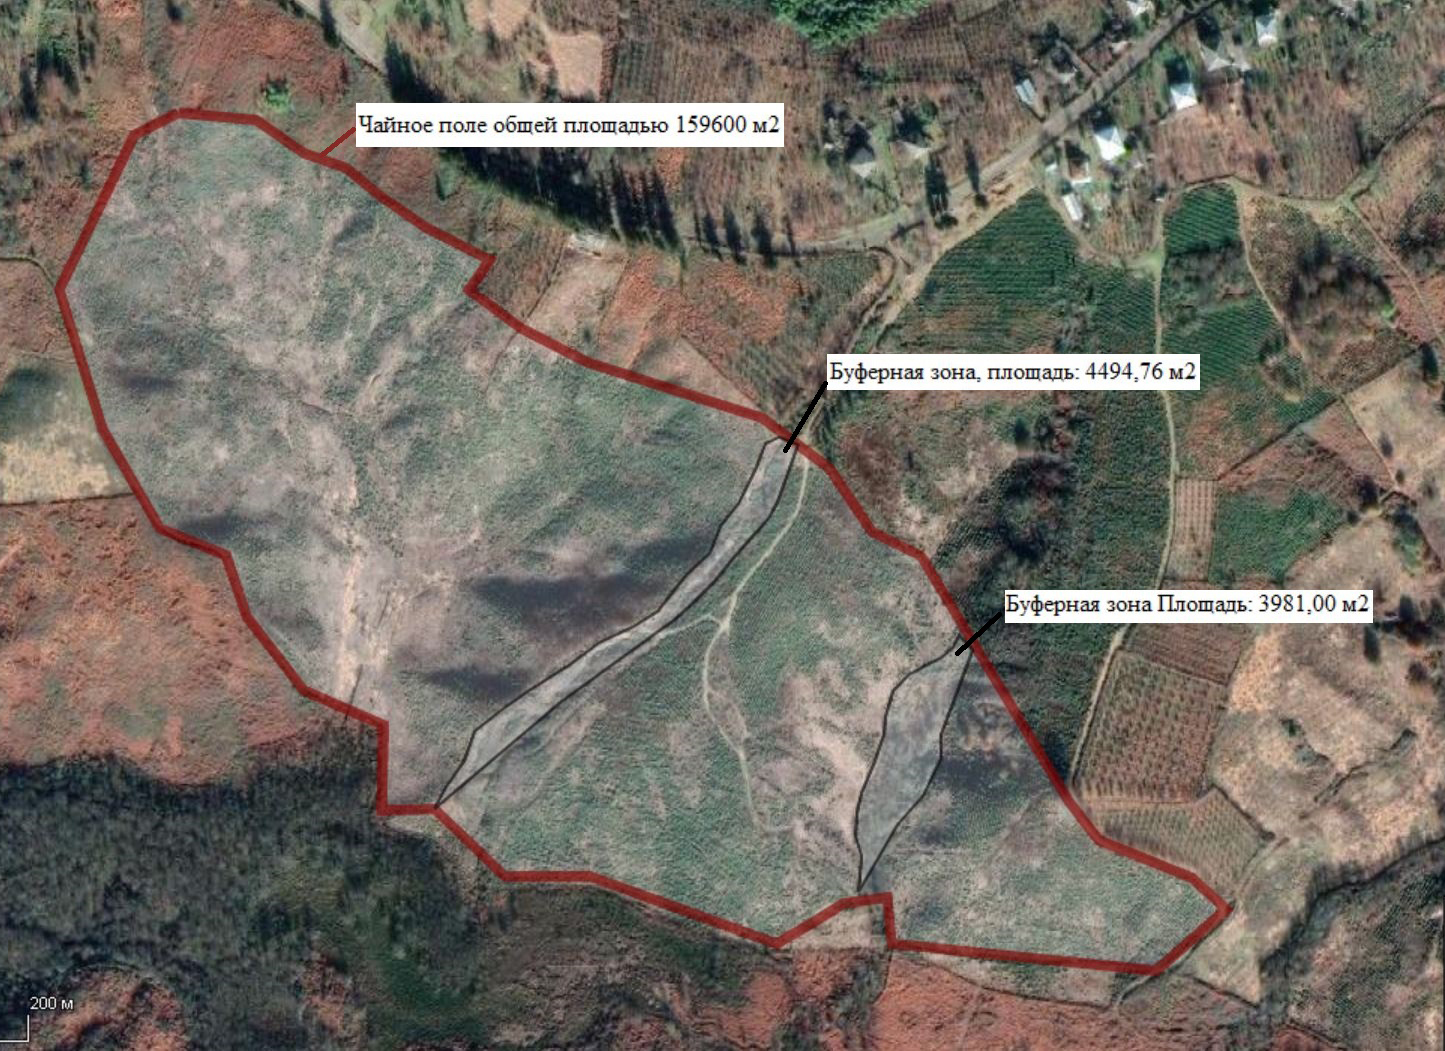 Чайное поле общей площадью 159600 м2
Буферная зона, площадь: 4494,76 м2
Буферная зона Площадь: 3981,00 м2
200 м